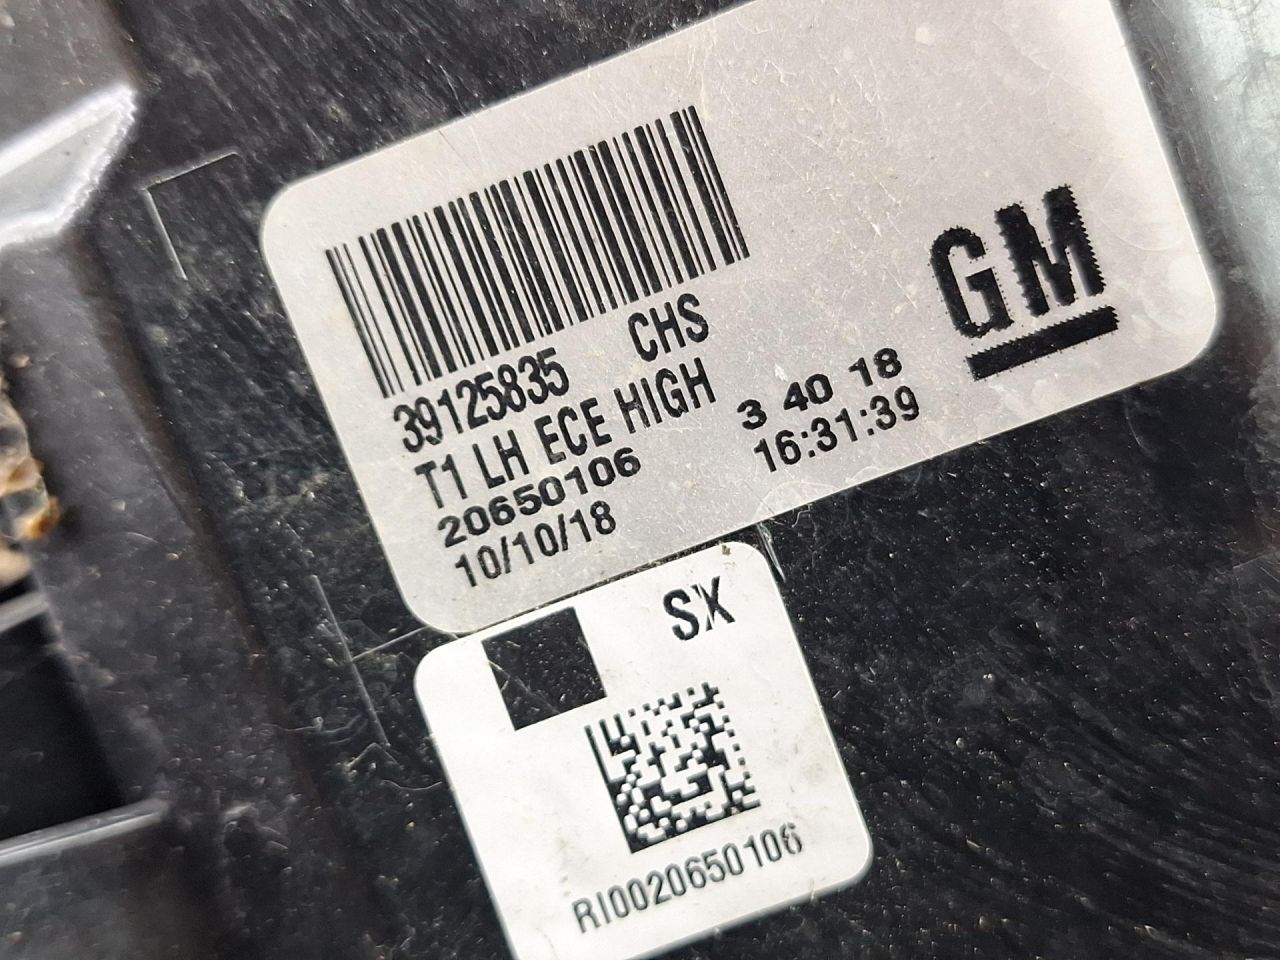 39125835 CHS
T1 LH ECE HIGH
20650106
10/10/18
3 40 18
16:31:39
GM
SX
RI0020650106